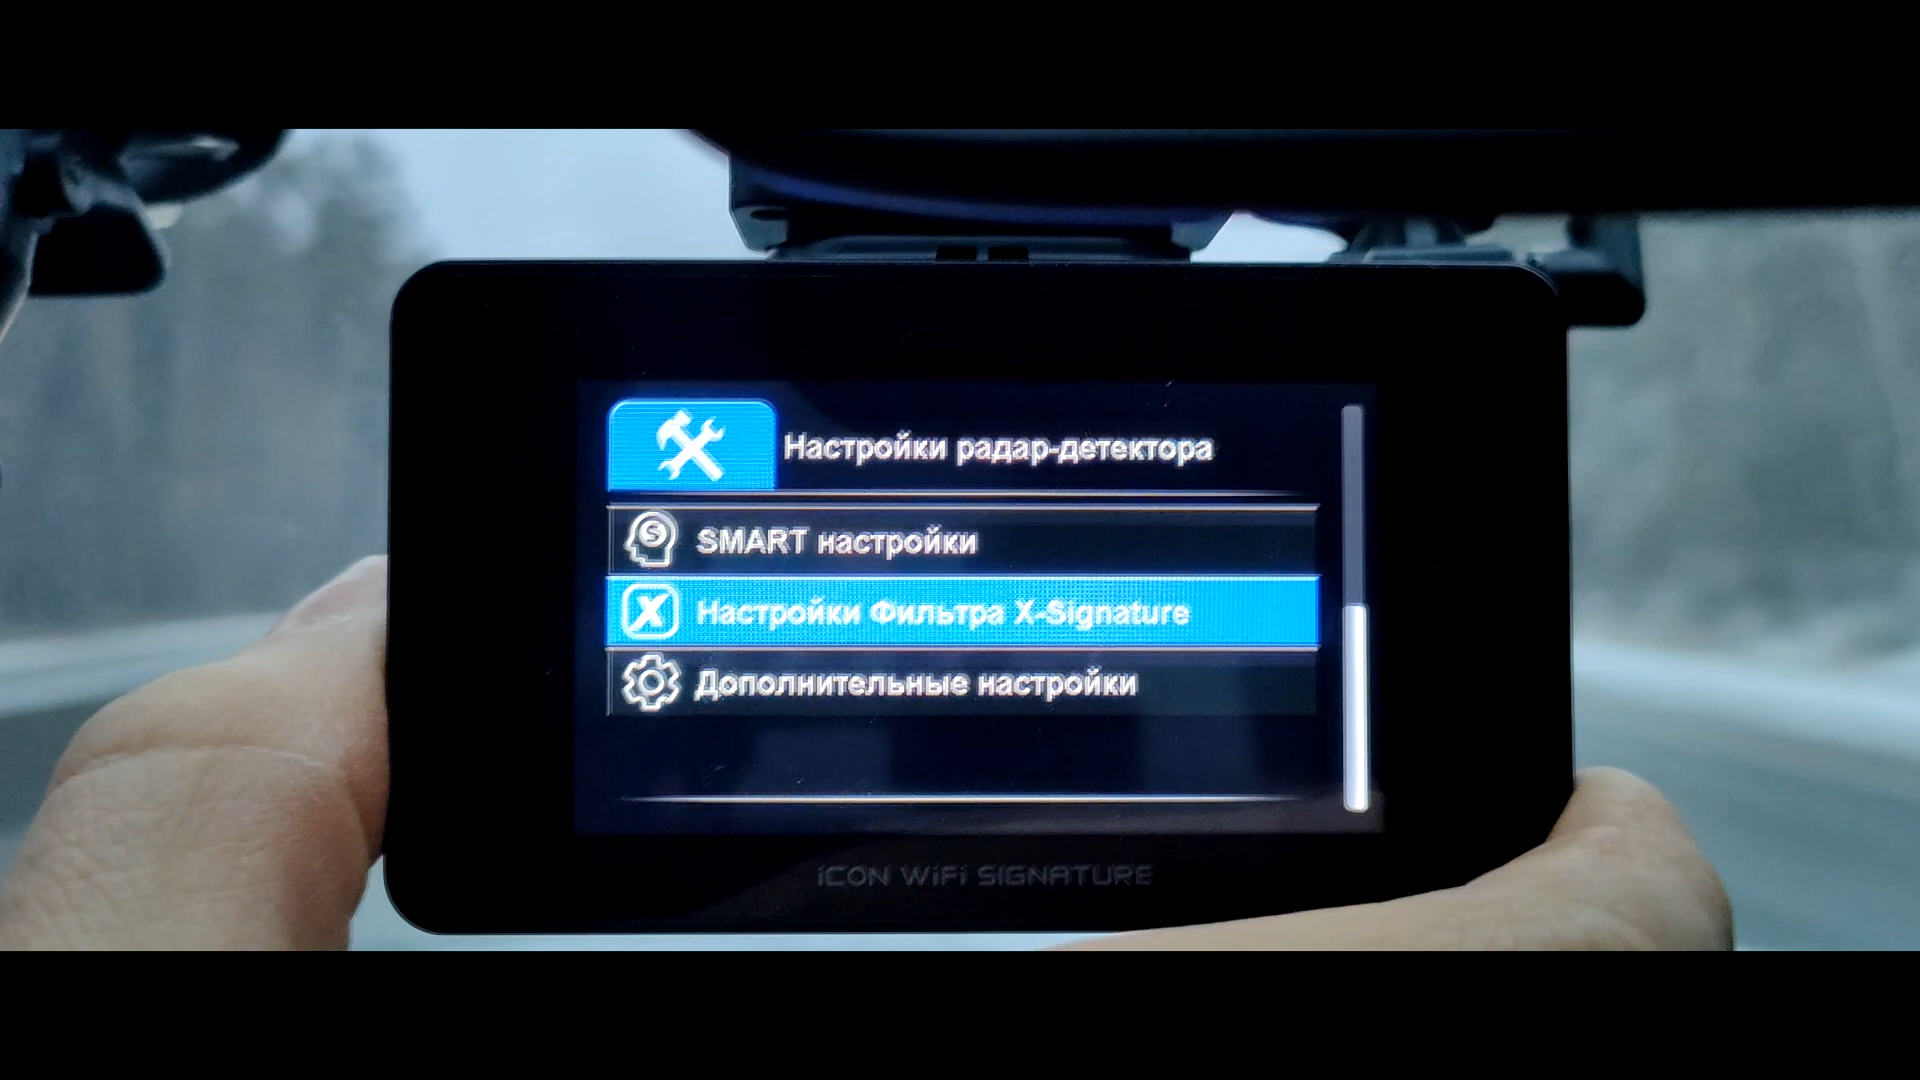 Настройки радар-детектора
SMART настройки
Настройки Фильтра X-Signature
Дополнительные настройки
iCON WiFi SIGNATURE